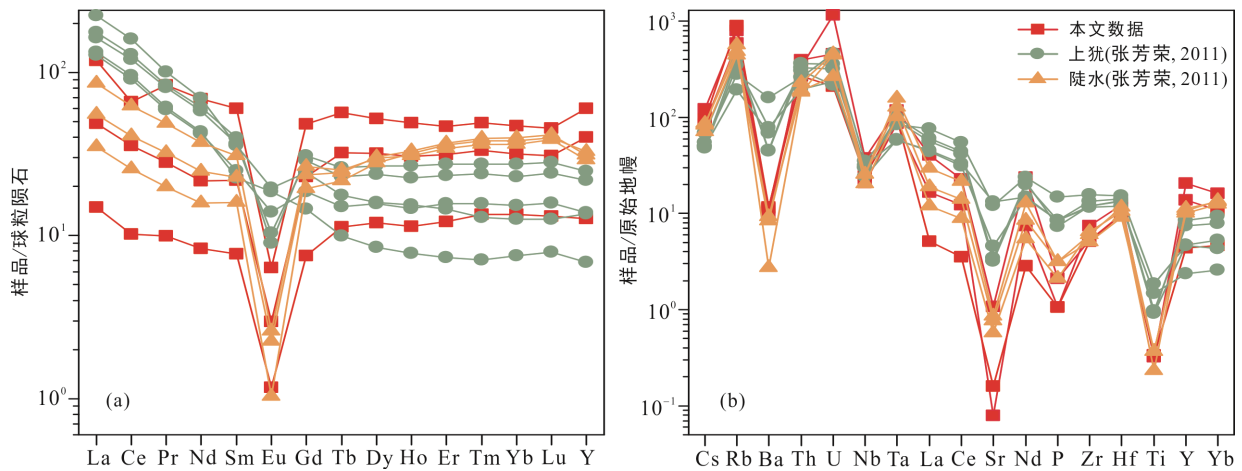 样品/球粒陨石
10²
10¹
10⁰
(a)
La Ce Pr Nd Sm Eu Gd Tb Dy Ho Er Tm Yb Lu Y
样品/原始地幔
10³
10²
10¹
10⁰
10⁻¹
本文数据
上犹(张芳荣, 2011)
陡水(张芳荣, 2011)
(b)
Cs Rb Ba Th U Nb Ta La Ce Sr Nd P Zr Hf Ti Y Yb